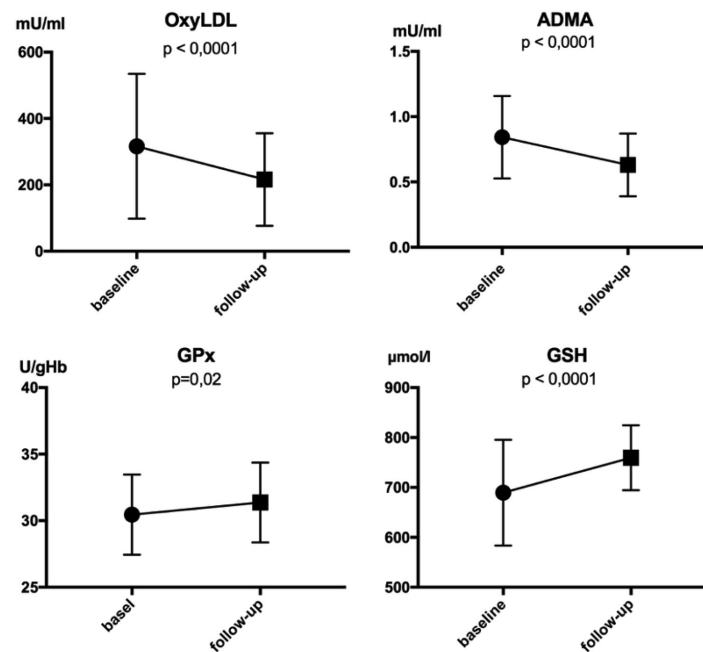 OxyLDL
mU/ml
p < 0,0001
600
400
200
0
baseline
follow-up
ADMA
mU/ml
p < 0,0001
1.5
1.0
0.5
0.0
baseline
follow-up
GPx
U/gHb
p=0,02
40
35
30
25
basel
follow-up
GSH
µmol/l
p < 0,0001
900
800
700
600
500
baseline
follow-up